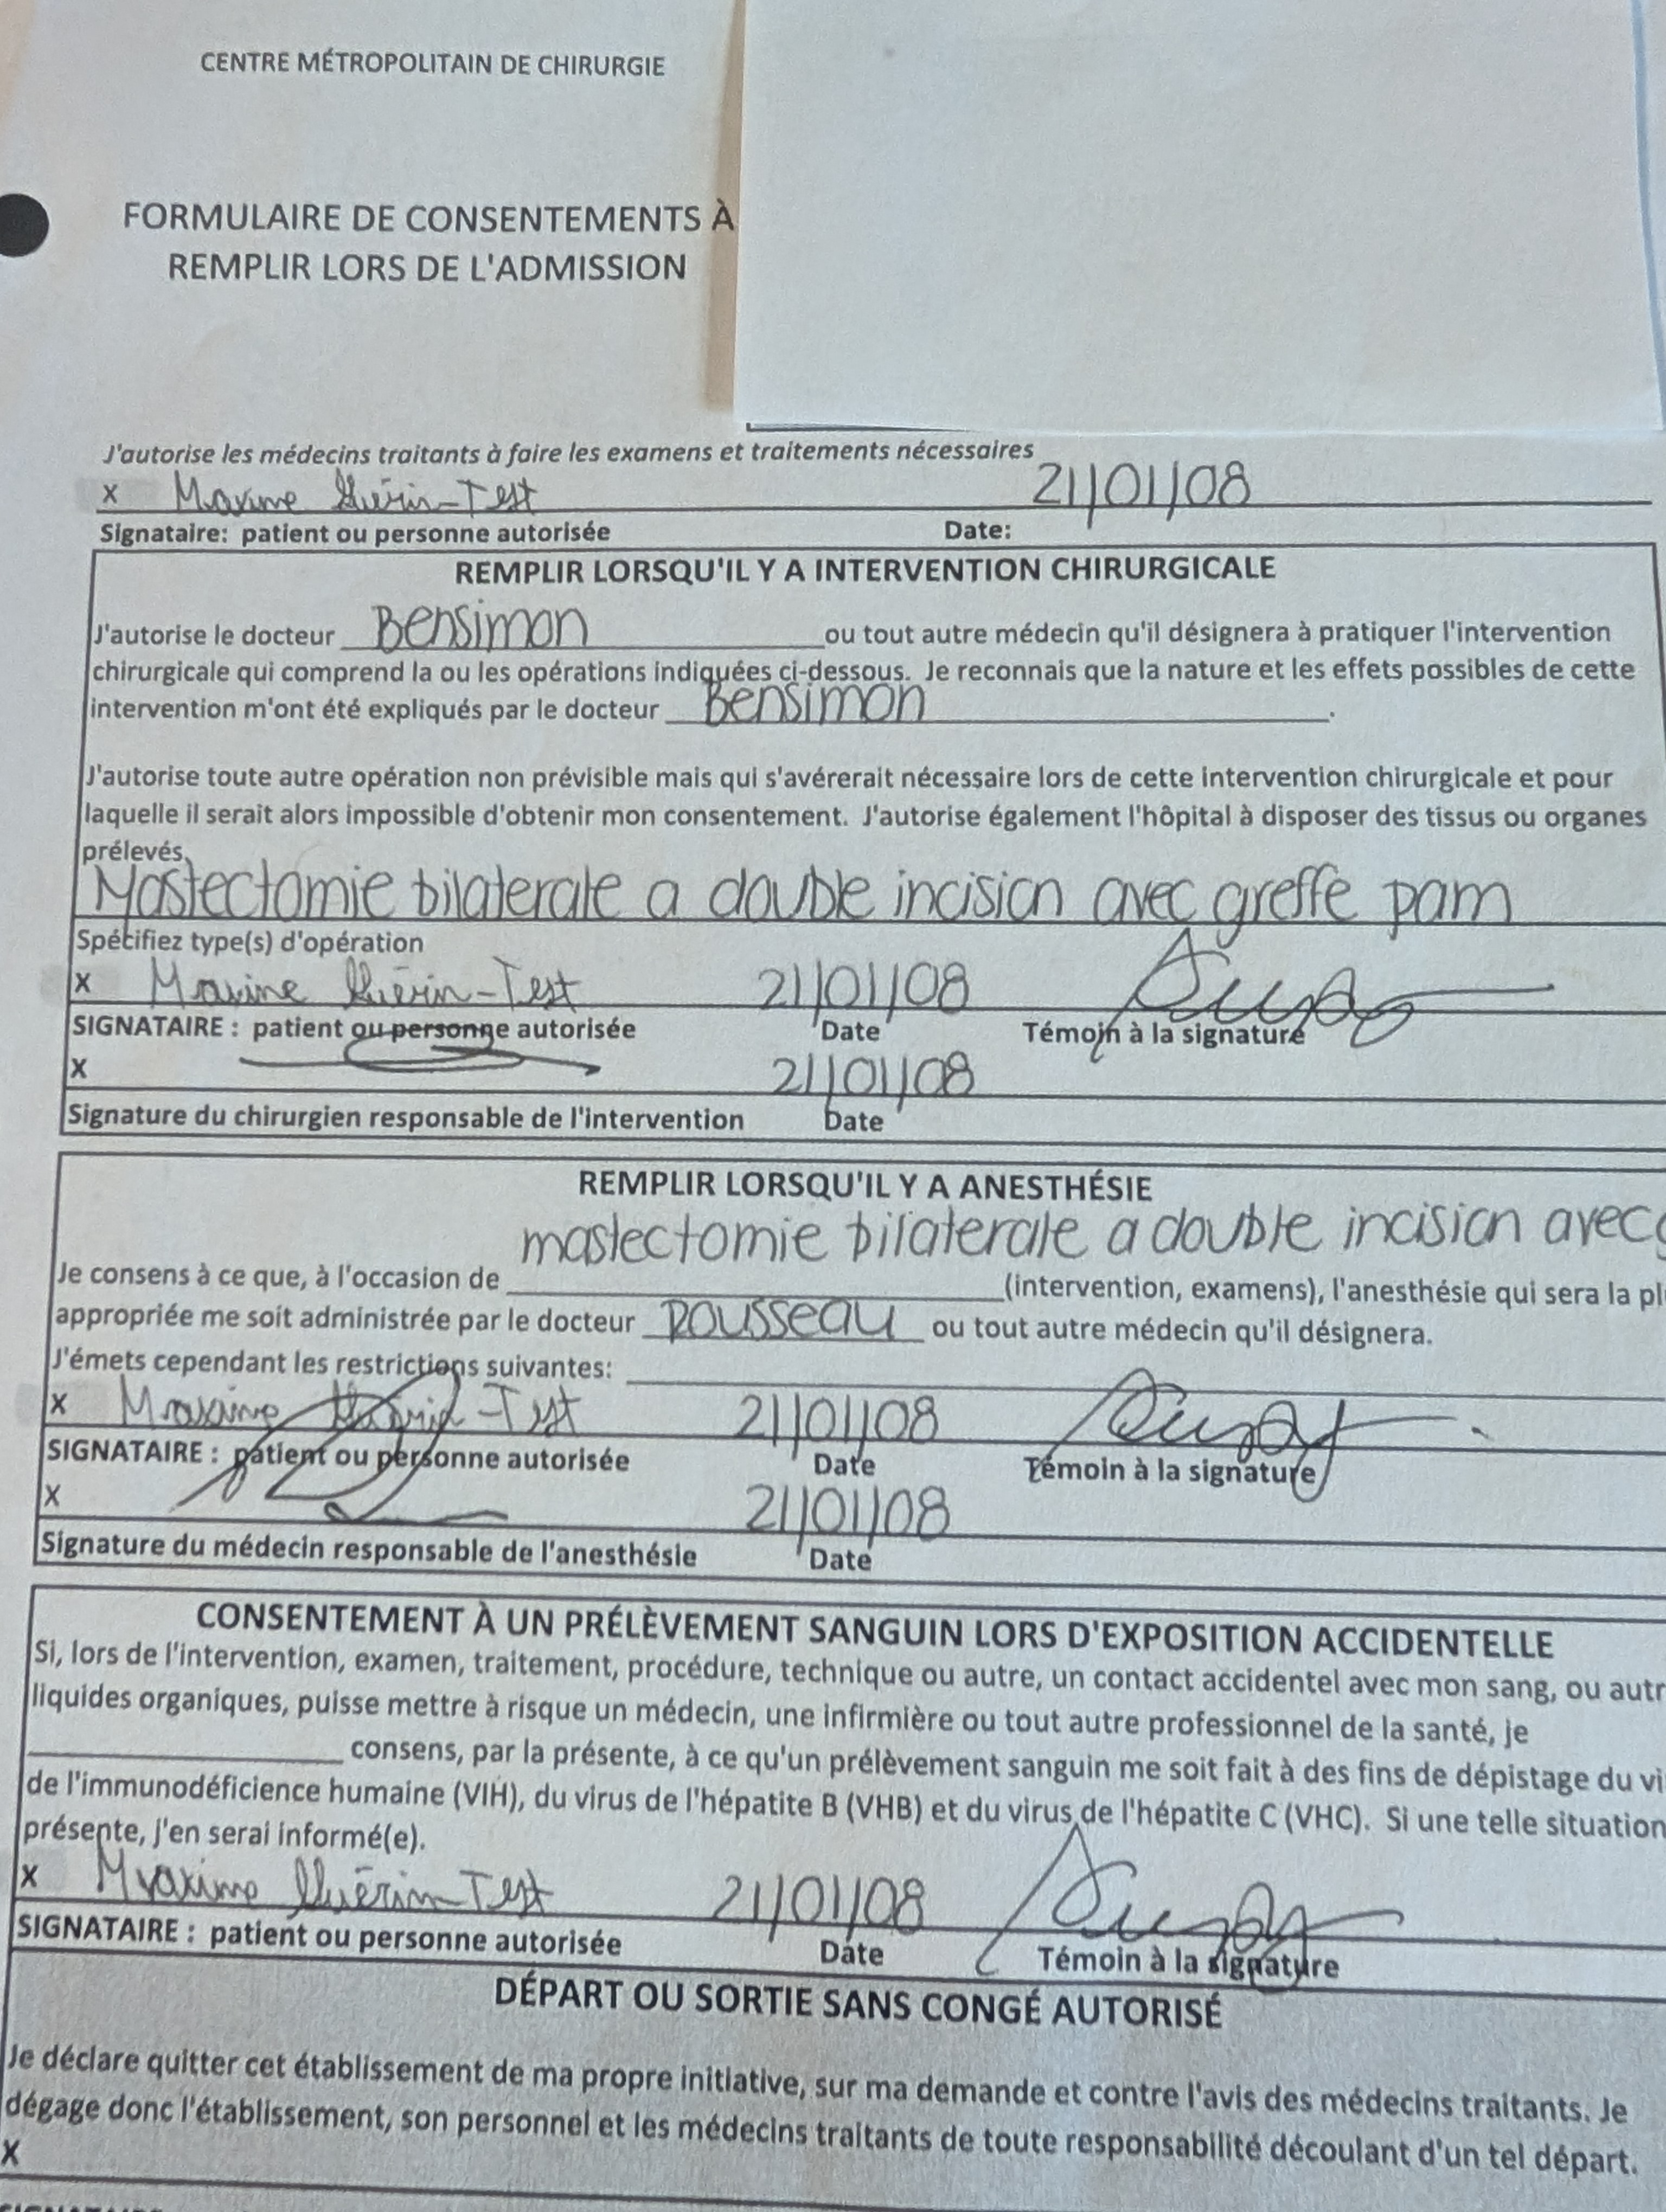 CENTRE MÉTROPOLITAIN DE CHIRURGIE
FORMULAIRE DE CONSENTEMENTS À
REMPLIR LORS DE L'ADMISSION
J'autorise les médecins traitants à faire les examens et traitements nécessaires
x Maxime Guérin-Test 21/01/08
Signataire: patient ou personne autorisée Date:
REMPLIR LORSQU'IL Y A INTERVENTION CHIRURGICALE
J'autorise le docteur Bensimon ou tout autre médecin qu'il désignera à pratiquer l'intervention
chirurgicale qui comprend la ou les opérations indiquées ci-dessous. Je reconnais que la nature et les effets possibles de cette
intervention m'ont été expliqués par le docteur Bensimon.
J'autorise toute autre opération non prévisible mais qui s'avérerait nécessaire lors de cette intervention chirurgicale et pour
laquelle il serait alors impossible d'obtenir mon consentement. J'autorise également l'hôpital à disposer des tissus ou organes
prélevés.
Mastectomie bilaterale a double incision avec greffe pam
Spécifiez type(s) d'opération
x Maxime Guérin-Test 21/01/08
SIGNATAIRE : patient ou personne autorisée Date Témoin à la signature
x 21/01/08
Signature du chirurgien responsable de l'intervention Date
REMPLIR LORSQU'IL Y A ANESTHÉSIE
mastectomie bilaterale a double incision avec
Je consens à ce que, à l'occasion de (intervention, examens), l'anesthésie qui sera la pl
appropriée me soit administrée par le docteur Rousseau ou tout autre médecin qu'il désignera.
J'émets cependant les restrictions suivantes:
x Maxime Guérin-Test 21/01/08
SIGNATAIRE : patient ou personne autorisée Date Témoin à la signature
x 21/01/08
Signature du médecin responsable de l'anesthésie Date
CONSENTEMENT À UN PRÉLÈVEMENT SANGUIN LORS D'EXPOSITION ACCIDENTELLE
Si, lors de l'intervention, examen, traitement, procédure, technique ou autre, un contact accidentel avec mon sang, ou autr
liquides organiques, puisse mettre à risque un médecin, une infirmière ou tout autre professionnel de la santé, je
consens, par la présente, à ce qu'un prélèvement sanguin me soit fait à des fins de dépistage du vi
de l'immunodéficience humaine (VIH), du virus de l'hépatite B (VHB) et du virus de l'hépatite C (VHC). Si une telle situation
présente, j'en serai informé(e).
x Maxime Guérin-Test 21/01/08
SIGNATAIRE : patient ou personne autorisée Date Témoin à la signature
DÉPART OU SORTIE SANS CONGÉ AUTORISÉ
Je déclare quitter cet établissement de ma propre initiative, sur ma demande et contre l'avis des médecins traitants. Je
dégage donc l'établissement, son personnel et les médecins traitants de toute responsabilité découlant d'un tel départ.
X